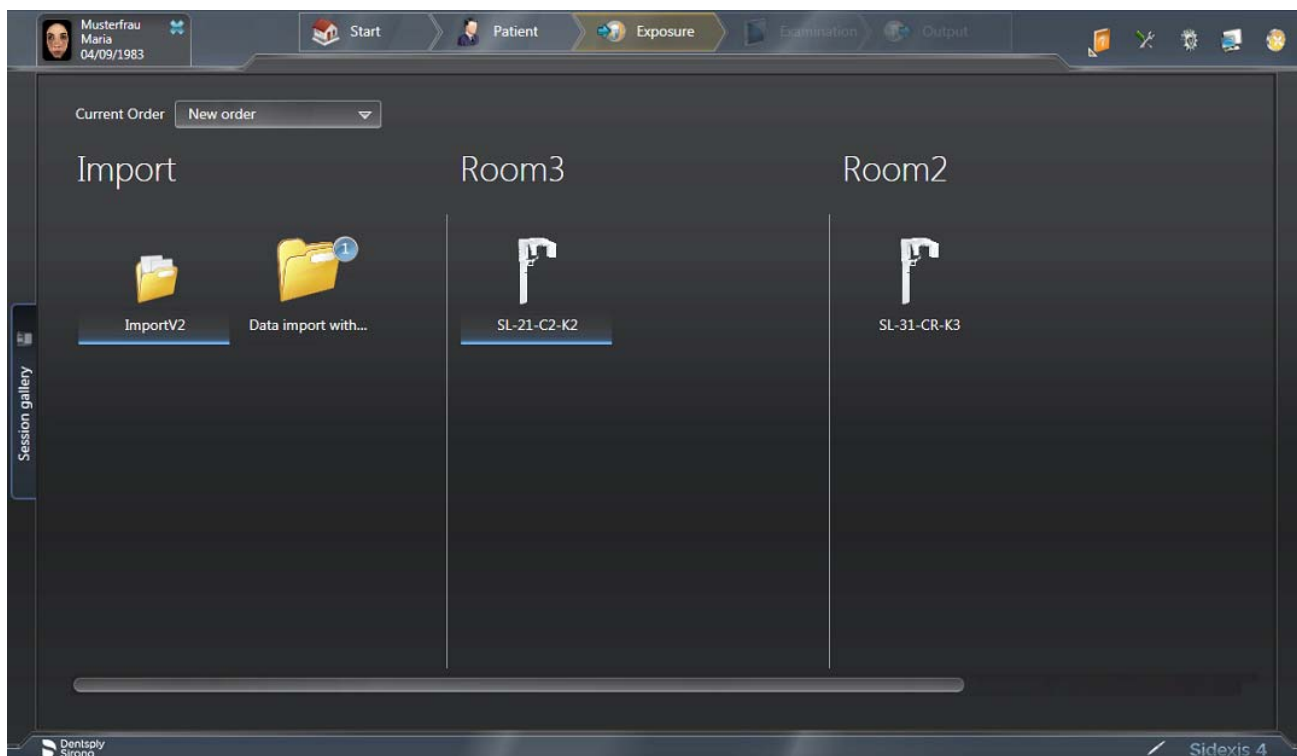 Musterfrau
Maria
04/09/1983
Start
Patient
Exposure
Examination
Output
Current Order
New order
Import
Room3
Room2
1
ImportV2
Data import with...
SL-21-C2-K2
SL-31-CR-K3
Session gallery
Dentsply
Sirona
Sidexis 4